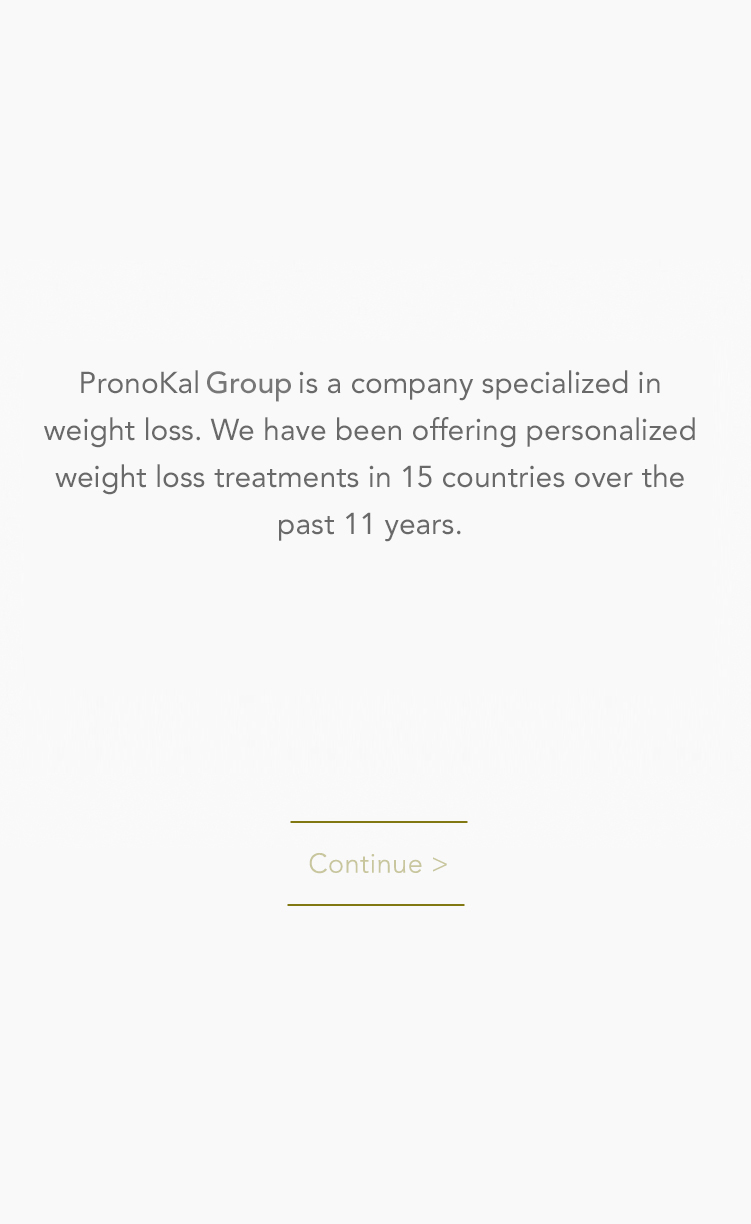 PronoKal Group is a company specialized in
weight loss. We have been offering personalized
weight loss treatments in 15 countries over the
past 11 years.
Continue >